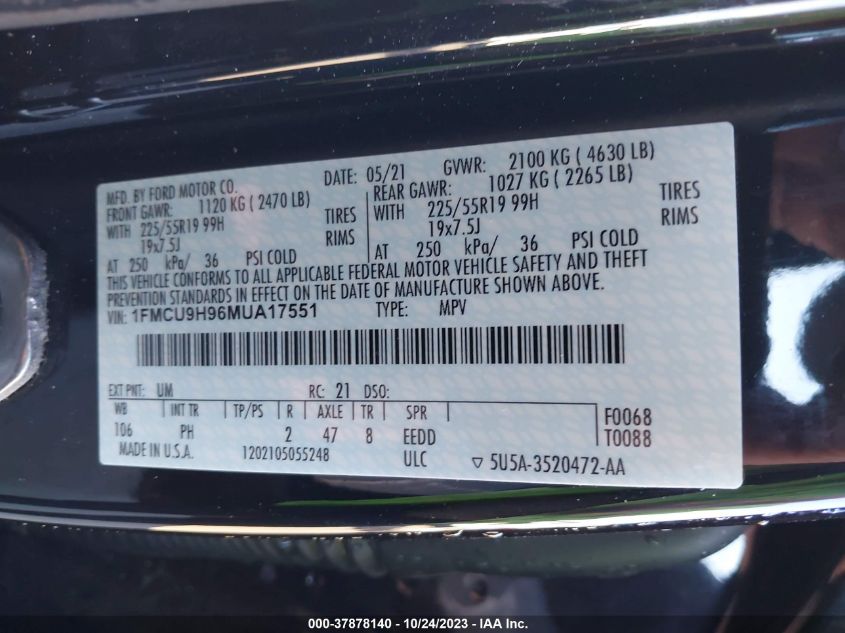 MFD. BY FORD MOTOR CO. DATE: 05/21 GVWR: 2100 KG ( 4630 LB)
FRONT GAWR: 1120 KG ( 2470 LB) REAR GAWR: 1027 KG ( 2265 LB)
WITH 225/55R19 99H TIRES WITH 225/55R19 99H TIRES
19x7.5J RIMS 19x7.5J RIMS
AT 250 kPa/ 36 PSI COLD AT 250 kPa/ 36 PSI COLD
THIS VEHICLE CONFORMS TO ALL APPLICABLE FEDERAL MOTOR VEHICLE SAFETY AND THEFT
PREVENTION STANDARDS IN EFFECT ON THE DATE OF MANUFACTURE SHOWN ABOVE.
VIN: 1FMCU9H96MUA17551 TYPE: MPV
EXT PNT: UM RC: 21 DSO:
WB INT TR TP/PS R AXLE TR SPR F0068
106 PH 2 47 8 EEDD T0088
MADE IN U.S.A. 1202105055248 ULC ▽ 5U5A-3520472-AA
000-37878140 - 10/24/2023 - IAA Inc.